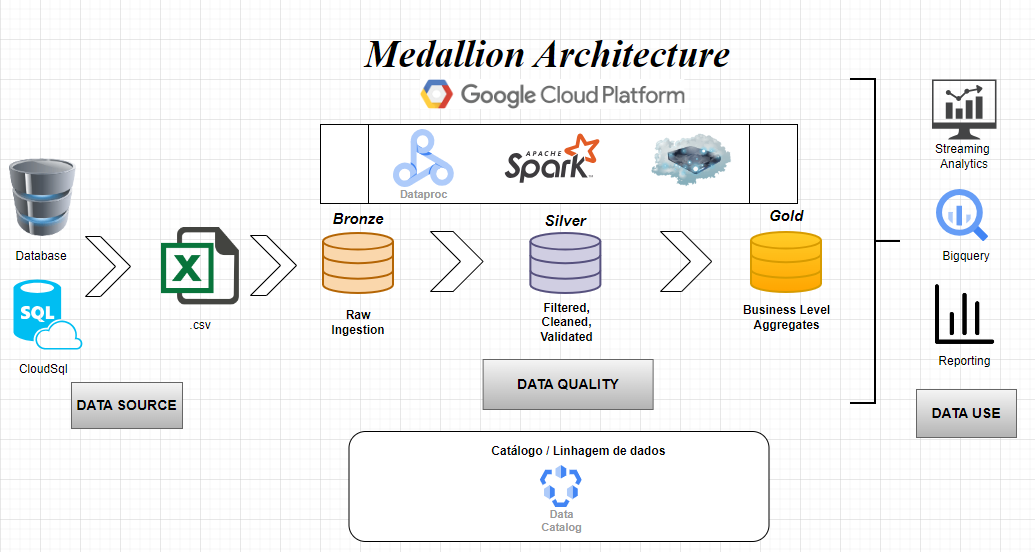 Medallion Architecture
Google Cloud Platform
Dataproc
APACHE
Spark™
Bronze
Silver
Gold
Database
SQL
CloudSql
X
.csv
Raw
Ingestion
Filtered,
Cleaned,
Validated
Business Level
Aggregates
Streaming
Analytics
Bigquery
Reporting
DATA SOURCE
DATA QUALITY
DATA USE
Catálogo / Linhagem de dados
Data
Catalog